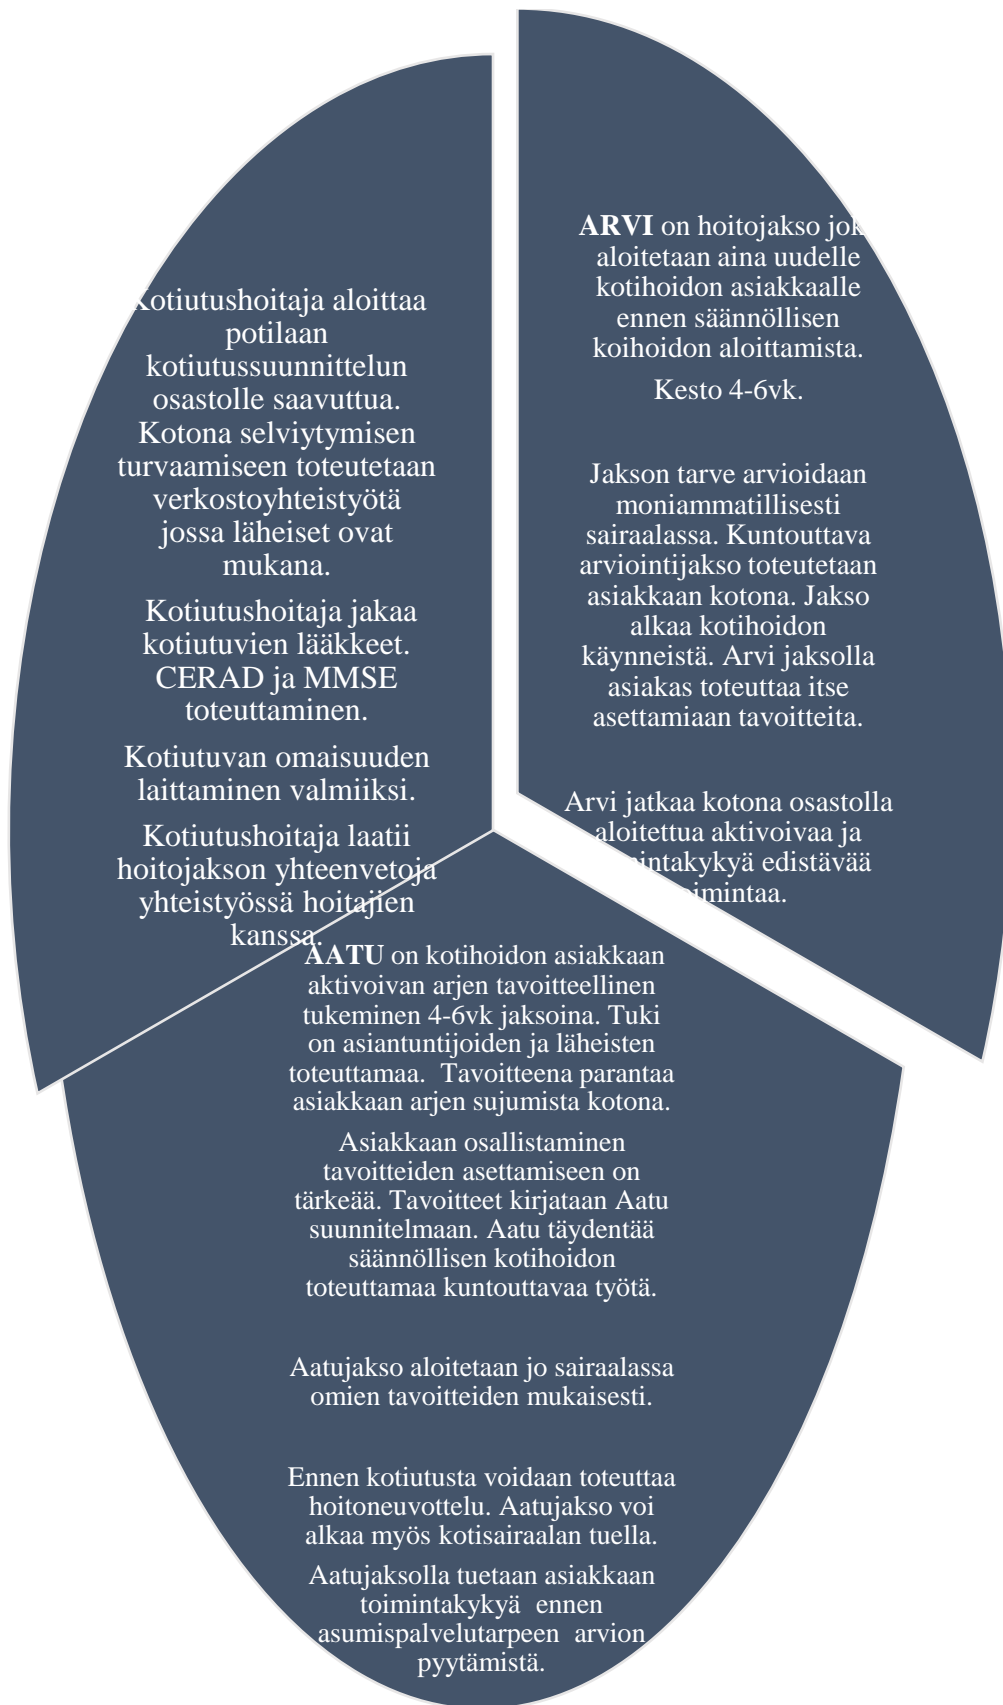 Kotiutushoitaja aloittaa
potilaan
kotiutussuunnittelun
osastolle saavuttua.
Kotona selviytymisen
turvaamiseen toteutetaan
verkostoyhteistyötä
jossa läheiset ovat
mukana.
Kotiutushoitaja jakaa
kotiutuvien lääkkeet.
CERAD ja MMSE
toteuttaminen.
Kotiutuvan omaisuuden
laittaminen valmiiksi.
Kotiutushoitaja laatii
hoitojakson yhteenvetoja
yhteistyössä hoitajien
kanssa.
ARVI on hoitojakso
aloitetaan aina uudelle
kotihoidon asiakkaalle
ennen säännöllisen
koihoidon aloittamista.
Kesto 4-6vk.
Jakson tarve arvioidaan
moniammatillisesti
sairaalassa. Kuntouttava
arviointijakso toteutetaan
asiakkaan kotona. Jakso
alkaa kotihoidon
käynneistä. Arvi jaksolla
asiakas toteuttaa itse
asettamiaan tavoitteita.
Arvi jatkaa kotona osastolla
aloitettua aktivoivaa ja
edistävää
AATU on kotihoidon asiakkaan
aktivoivan arjen tavoitteellinen
tukeminen 4-6vk jaksoina. Tuki
on asiantuntijoiden ja läheisten
toteuttamaa. Tavoitteena parantaa
asiakkaan arjen sujumista kotona.
Asiakkaan osallistaminen
tavoitteiden asettamiseen on
tärkeää. Tavoitteet kirjataan Aatu
suunnitelmaan. Aatu täydentää
säännöllisen kotihoidon
toteuttamaa kuntouttavaa työtä.
Aatujakso aloitetaan jo sairaalassa
omien tavoitteiden mukaisesti.
Ennen kotiutusta voidaan toteuttaa
hoitoneuvottelu. Aatujakso voi
alkaa myös kotisairaalan tuella.
Aatujaksolla tuetaan asiakkaan
toimintakykyä ennen
asumispalvelutarpeen arvion
pyytämistä.